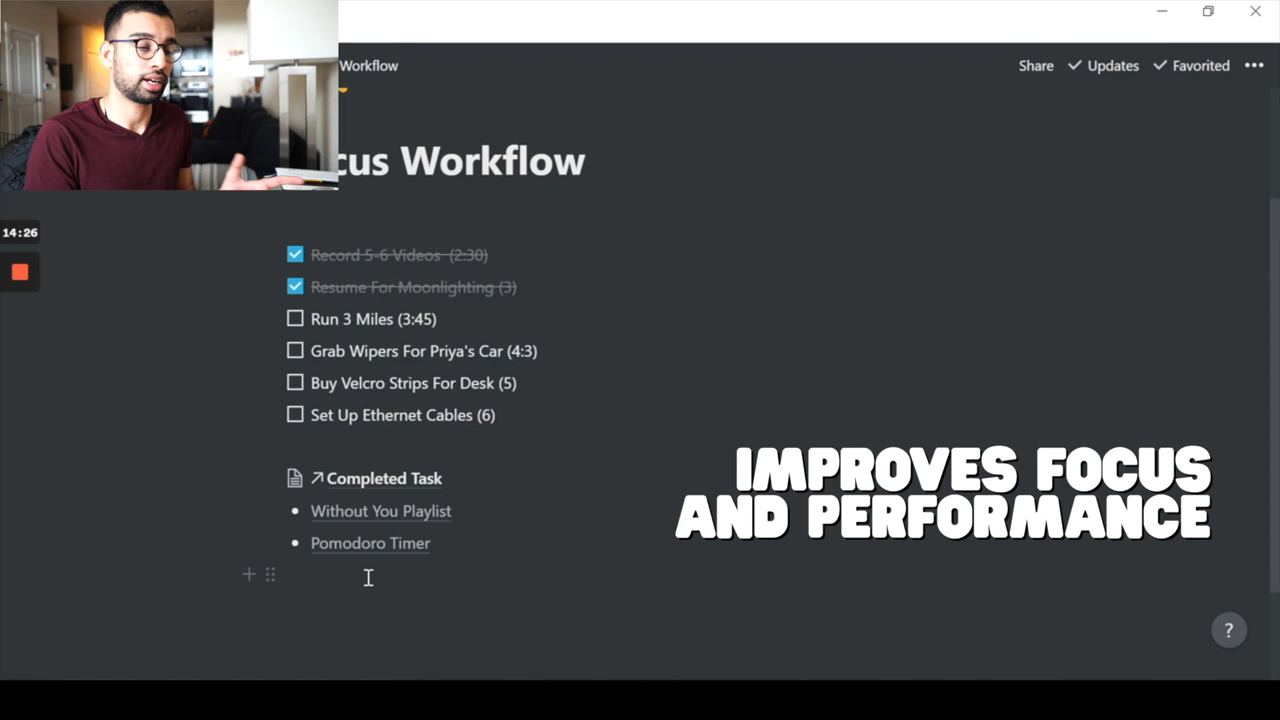 Workflow
Share
Updates
Favorited
cus Workflow
14:26
Record 5-6 Videos (2:30)
Resume For Moonlighting (3)
Run 3 Miles (3:45)
Grab Wipers For Priya's Car (4:3)
Buy Velcro Strips For Desk (5)
Set Up Ethernet Cables (6)
Completed Task
Without You Playlist
Pomodoro Timer
IMPROVES FOCUS
AND PERFORMANCE
?